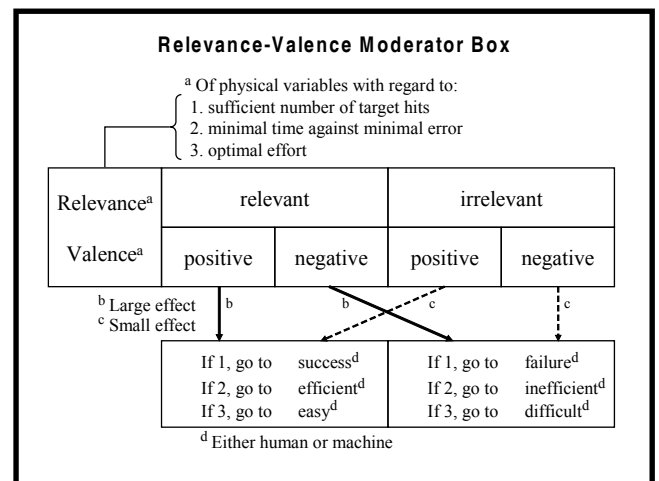 Relevance-Valence Moderator Box
a Of physical variables with regard to:
1. sufficient number of target hits
2. minimal time against minimal error
3. optimal effort
Relevancea relevant irrelevant
Valencea positive negative positive negative
b Large effect b b c c
c Small effect
If 1, go to successd If 1, go to failured
If 2, go to efficientd If 2, go to inefficientd
If 3, go to easyd If 3, go to difficultd
d Either human or machine